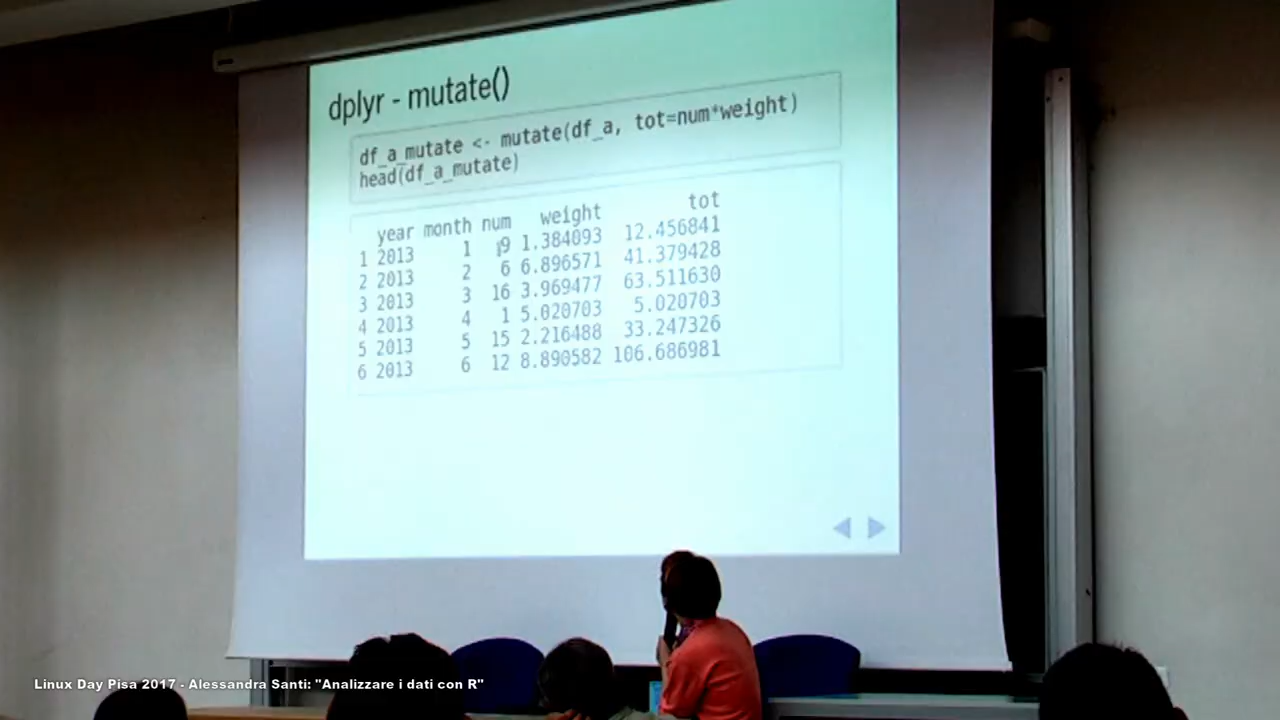 dplyr - mutate()
df_a_mutate <- mutate(df_a, tot=num*weight)
head(df_a_mutate)
year month num weight tot
1 2013 1 9 1.384093 12.456841
2 2013 2 6 6.896571 41.379428
3 2013 3 16 3.969477 63.511630
4 2013 4 1 5.020703 5.020703
5 2013 5 15 2.216488 33.247326
6 2013 6 12 8.890582 106.686981
Linux Day Pisa 2017 - Alessandra Santi: "Analizzare i dati con R"